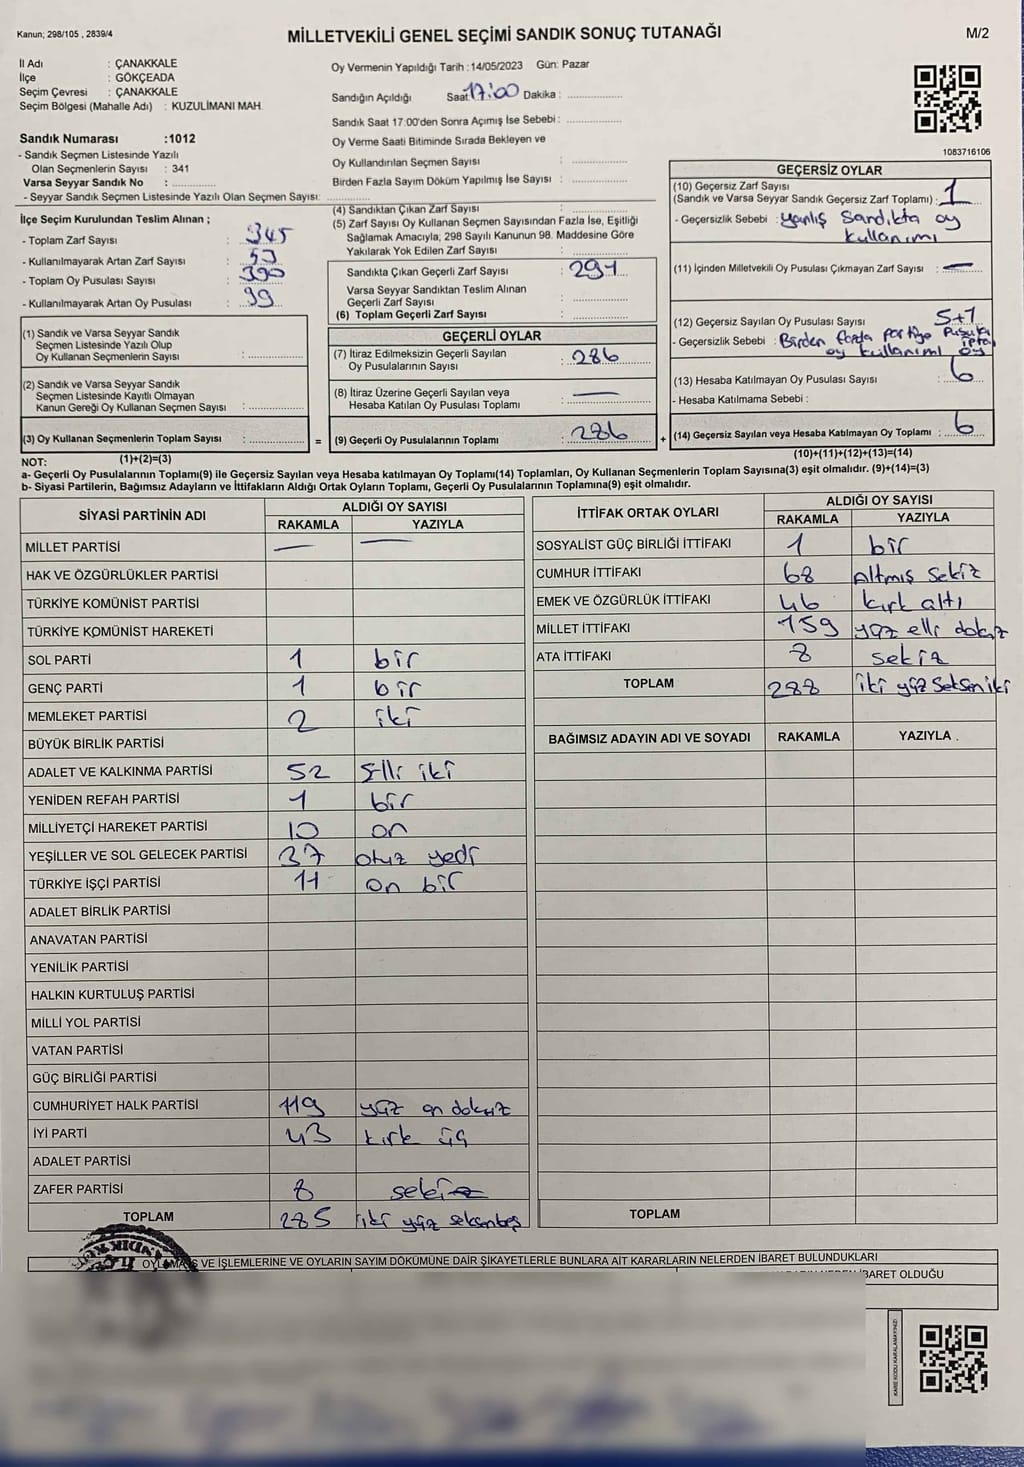 Kanun; 298/105 , 2839/4
MİLLETVEKİLİ GENEL SEÇİMİ SANDIK SONUÇ TUTANAĞI
M/2
İl Adı : ÇANAKKALE
İlçe : GÖKÇEADA
Seçim Çevresi : ÇANAKKALE
Seçim Bölgesi (Mahalle Adı) : KUZULİMANI MAH.
Sandık Numarası :1012
- Sandık Seçmen Listesinde Yazılı
Olan Seçmenlerin Sayısı : 341
Varsa Seyyar Sandık No :
- Seyyar Sandık Seçmen Listesinde Yazılı Olan Seçmen Sayısı:
Oy Vermenin Yapıldığı Tarih :14/05/2023 Gün: Pazar
Sandığın Açıldığı Saat 17:00 Dakika :
Sandık Saat 17:00'den Sonra Açımış İse Sebebi :
Oy Verme Saati Bitiminde Sırada Bekleyen ve
Oy Kullandırılan Seçmen Sayısı :
Birden Fazla Sayım Döküm Yapılmış İse Sayısı :
1083716106
İlçe Seçim Kurulundan Teslim Alınan ;
- Toplam Zarf Sayısı : 345
- Kullanılmayarak Artan Zarf Sayısı :
- Toplam Oy Pusulası Sayısı : 390
- Kullanılmayarak Artan Oy Pusulası : 99
(1) Sandık ve Varsa Seyyar Sandık
Seçmen Listesinde Yazılı Olup
Oy Kullanan Seçmenlerin Sayısı :
(2) Sandık ve Varsa Seyyar Sandık
Seçmen Listesinde Kayıtlı Olmayan
Kanun Gereği Oy Kullanan Seçmen Sayısı :
(3) Oy Kullanan Seçmenlerin Toplam Sayısı : =
(4) Sandıktan Çıkan Zarf Sayısı :
(5) Zarf Sayısı Oy Kullanan Seçmen Sayısından Fazla İse, Eşitliği
Sağlamak Amacıyla, 298 Sayılı Kanunun 98. Maddesine Göre
Yakılarak Yok Edilen Zarf Sayısı :
Sandıkta Çıkan Geçerli Zarf Sayısı : 291
Varsa Seyyar Sandıktan Teslim Alınan
Geçerli Zarf Sayısı :
(6) Toplam Geçerli Zarf Sayısı :
GEÇERLİ OYLAR
(7) İtiraz Edilmeksizin Geçerli Sayılan
Oy Pusulalarının Sayısı : 286
(8) İtiraz Üzerine Geçerli Sayılan veya
Hesaba Katılan Oy Pusulası Toplamı : —
(9) Geçerli Oy Pusulalarının Toplamı : 286 +
GEÇERSİZ OYLAR
(10) Geçersiz Zarf Sayısı
(Sandık ve Varsa Seyyar Sandık Geçersiz Zarf Toplamı) : 1
- Geçersizlik Sebebi : yanlış Sandıkta oy
kullanımı
(11) İçinden Milletvekili Oy Pusulası Çıkmayan Zarf Sayısı : —
(12) Geçersiz Sayılan Oy Pusulası Sayısı 5+1
- Geçersizlik Sebebi : Birden fazla partiye pusula iptal
oy kullanımı oy
(13) Hesaba Katılmayan Oy Pusulası Sayısı : 6
- Hesaba Katılmama Sebebi :
(14) Geçersiz Sayılan veya Hesaba Katılmayan Oy Toplamı : 6
(10)+(11)+(12)+(13)=(14)
NOT: (1)+(2)=(3)
a- Geçerli Oy Pusulalarının Toplamı(9) ile Geçersiz Sayılan veya Hesaba katılmayan Oy Toplamı(14) Toplamları, Oy Kullanan Seçmenlerin Toplam Sayısına(3) eşit olmalıdır. (9)+(14)=(3)
b- Siyasi Partilerin, Bağımsız Adayların ve İttifakların Aldığı Ortak Oyların Toplamı, Geçerli Oy Pusulalarının Toplamına(9) eşit olmalıdır.
SİYASİ PARTİNİN ADI
ALDIĞI OY SAYISI
RAKAMLA YAZIYLA
MİLLET PARTİSİ — —
HAK VE ÖZGÜRLÜKLER PARTİSİ
TÜRKİYE KOMÜNİST PARTİSİ
TÜRKİYE KOMÜNİST HAREKETİ
SOL PARTİ 1 bir
GENÇ PARTİ 1 bir
MEMLEKET PARTİSİ 2 iki
BÜYÜK BİRLİK PARTİSİ
ADALET VE KALKINMA PARTİSİ 52 Elli iki
YENİDEN REFAH PARTİSİ 1 bir
MİLLİYETÇİ HAREKET PARTİSİ 10 on
YEŞİLLER VE SOL GELECEK PARTİSİ 37 otuz yedi
TÜRKİYE İŞÇİ PARTİSİ 11 on bir
ADALET BİRLİK PARTİSİ
ANAVATAN PARTİSİ
YENİLİK PARTİSİ
HALKIN KURTULUŞ PARTİSİ
MİLLİ YOL PARTİSİ
VATAN PARTİSİ
GÜÇ BİRLİĞİ PARTİSİ
CUMHURİYET HALK PARTİSİ 119 yüz on dokuz
İYİ PARTİ 43 kırk üç
ADALET PARTİSİ
ZAFER PARTİSİ 8 sekiz
TOPLAM 285 iki yüz seksenbeş
İTTİFAK ORTAK OYLARI
ALDIĞI OY SAYISI
RAKAMLA YAZIYLA
SOSYALİST GÜÇ BİRLİĞİ İTTİFAKI 1 bir
CUMHUR İTTİFAKI 68 Altmış Sekiz
EMEK VE ÖZGÜRLÜK İTTİFAKI 46 kırk altı
MİLLET İTTİFAKI 159 yüz elli dokuz
ATA İTTİFAKI 8 sekiz
TOPLAM 282 iki yüz Seksen iki
BAĞIMSIZ ADAYIN ADI VE SOYADI RAKAMLA YAZIYLA
TOPLAM
OYLAMA VE İŞLEMLERİNE VE OYLARIN SAYIM DÖKÜMÜNE DAİR ŞİKAYETLERLE BUNLARA AİT KARARLARIN NELERDEN İBARET BULUNDUKLARI
İBARET OLDUĞU
KARE KODU KARALAMAYINIZ!